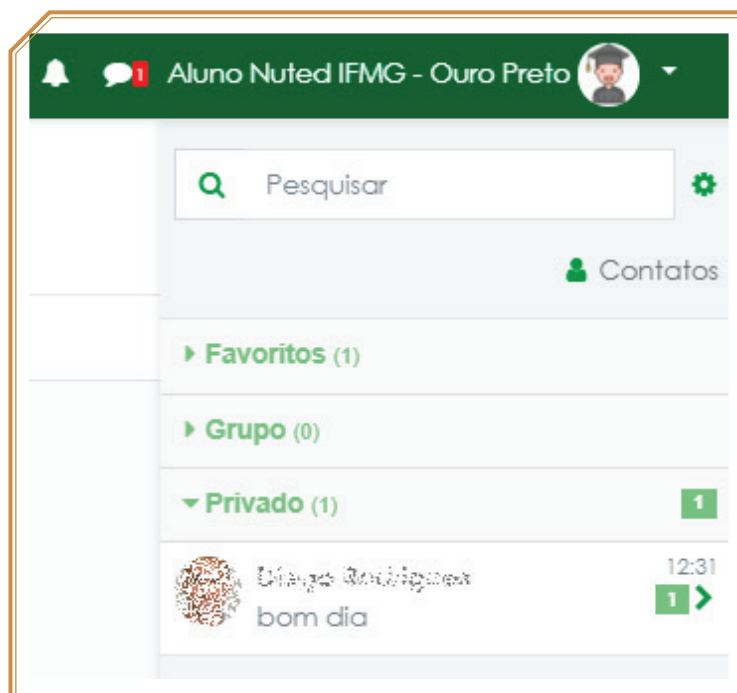 1 Aluno Nuted IFMG - Ouro Preto
Pesquisar
Contatos
Favoritos (1)
Grupo (0)
Privado (1) 1
12:31
bom dia 1